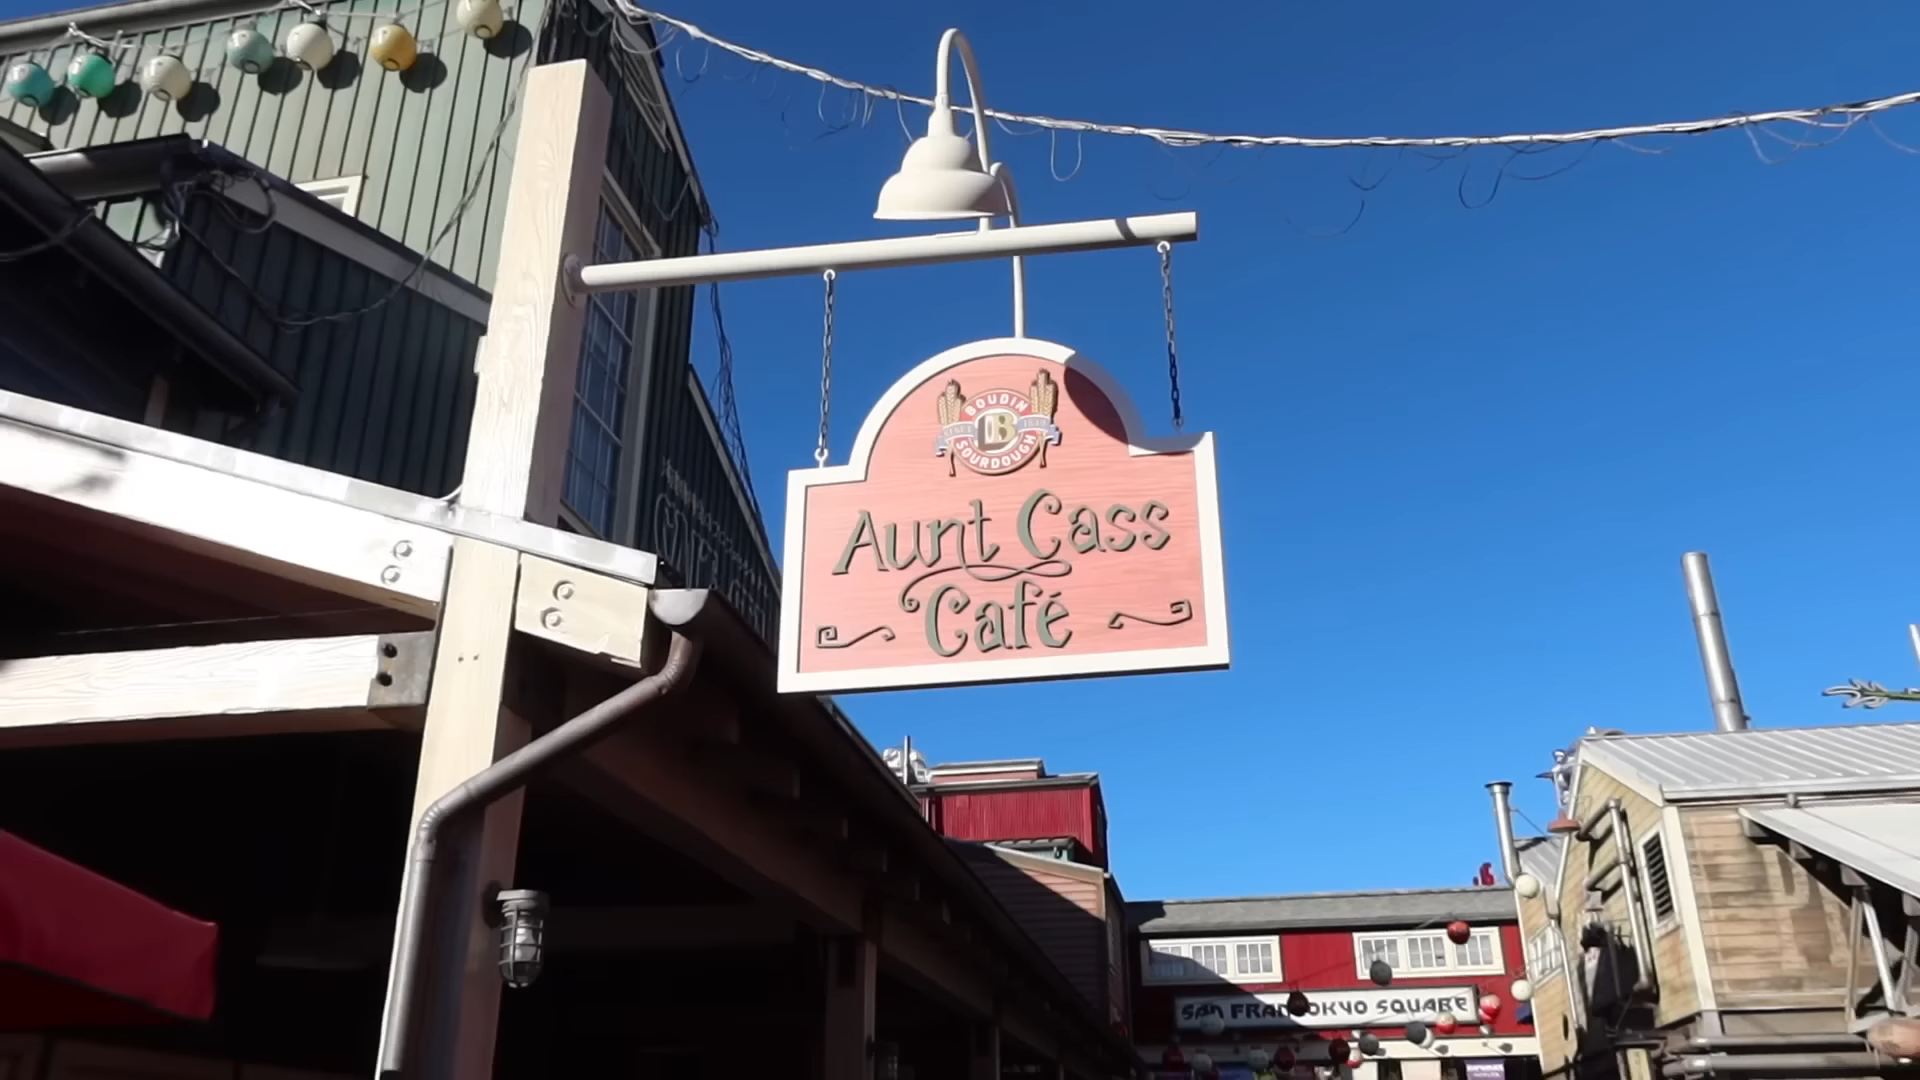 BOUDIN
SOURDOUGH
Aunt Cass
Café
SAN FRANSOKYO SQUARE